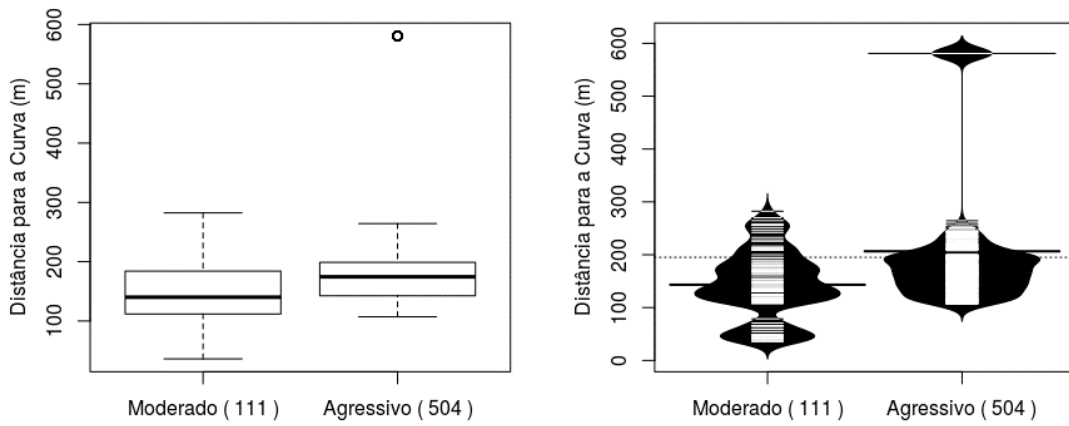 Distância para a Curva (m)
600
500
400
300
200
100
Moderado ( 111 )
Agressivo ( 504 )
Distância para a Curva (m)
600
500
400
300
200
100
0
Moderado ( 111 )
Agressivo ( 504 )